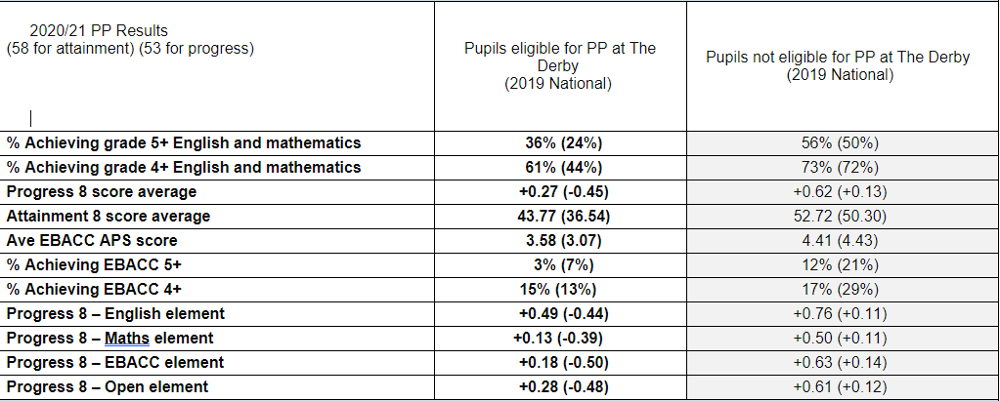 2020/21 PP Results
(58 for attainment) (53 for progress)
Pupils eligible for PP at The
Derby
(2019 National)
Pupils not eligible for PP at The Derby
(2019 National)
% Achieving grade 5+ English and mathematics 36% (24%) 56% (50%)
% Achieving grade 4+ English and mathematics 61% (44%) 73% (72%)
Progress 8 score average +0.27 (-0.45) +0.62 (+0.13)
Attainment 8 score average 43.77 (36.54) 52.72 (50.30)
Ave EBACC APS score 3.58 (3.07) 4.41 (4.43)
% Achieving EBACC 5+ 3% (7%) 12% (21%)
% Achieving EBACC 4+ 15% (13%) 17% (29%)
Progress 8 – English element +0.49 (-0.44) +0.76 (+0.11)
Progress 8 – Maths element +0.13 (-0.39) +0.50 (+0.11)
Progress 8 – EBACC element +0.18 (-0.50) +0.63 (+0.14)
Progress 8 – Open element +0.28 (-0.48) +0.61 (+0.12)